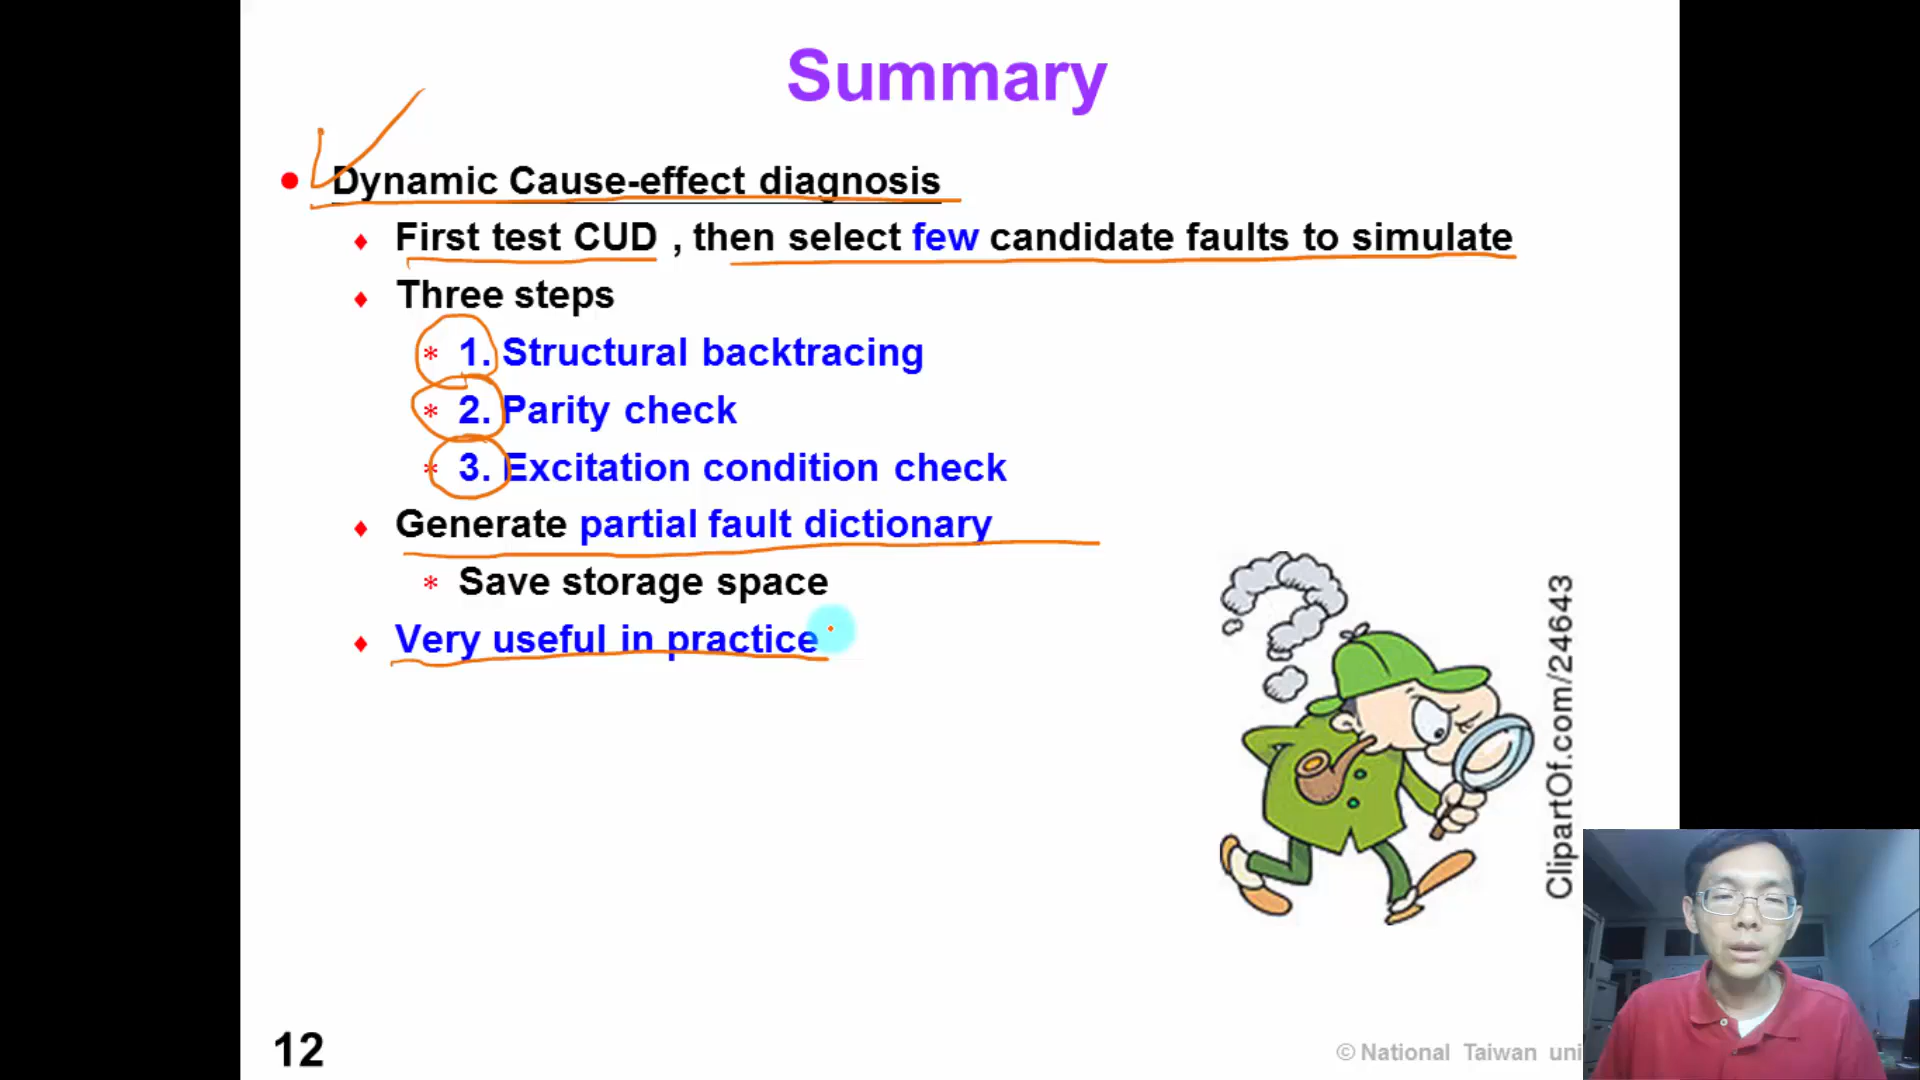 Summary
Dynamic Cause-effect diagnosis
First test CUD , then select few candidate faults to simulate
Three steps
* 1. Structural backtracing
* 2. Parity check
* 3. Excitation condition check
Generate partial fault dictionary
* Save storage space
Very useful in practice
ClipartOf.com/24643
12
© National Taiwan uni